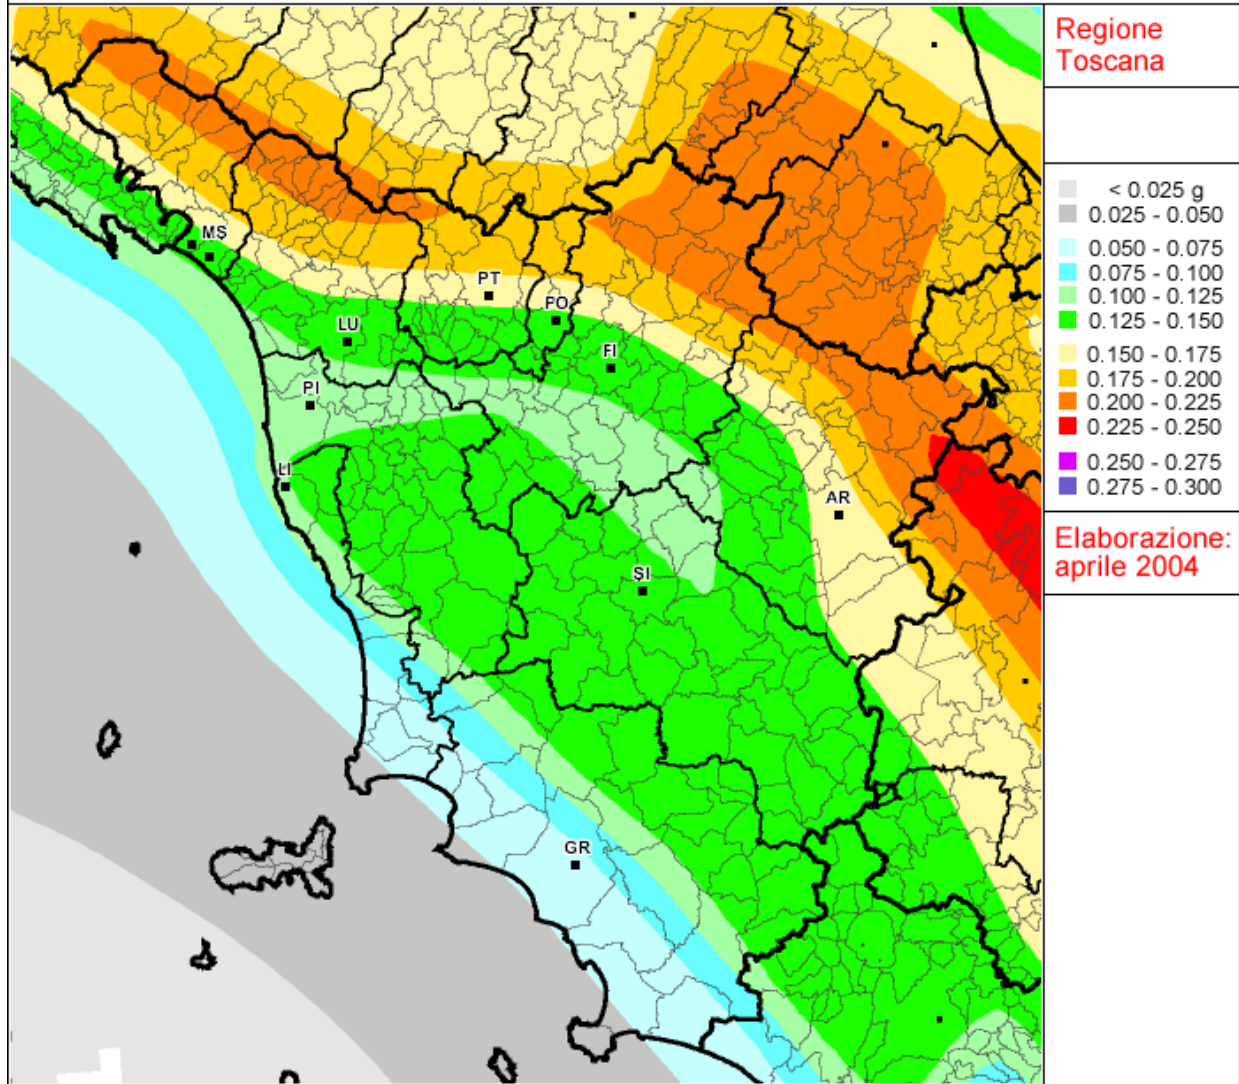 Regione
Toscana
< 0.025 g
0.025 - 0.050
0.050 - 0.075
0.075 - 0.100
0.100 - 0.125
0.125 - 0.150
0.150 - 0.175
0.175 - 0.200
0.200 - 0.225
0.225 - 0.250
0.250 - 0.275
0.275 - 0.300
Elaborazione:
aprile 2004
MS
PT
PO
LU
FI
PI
LI
AR
SI
GR